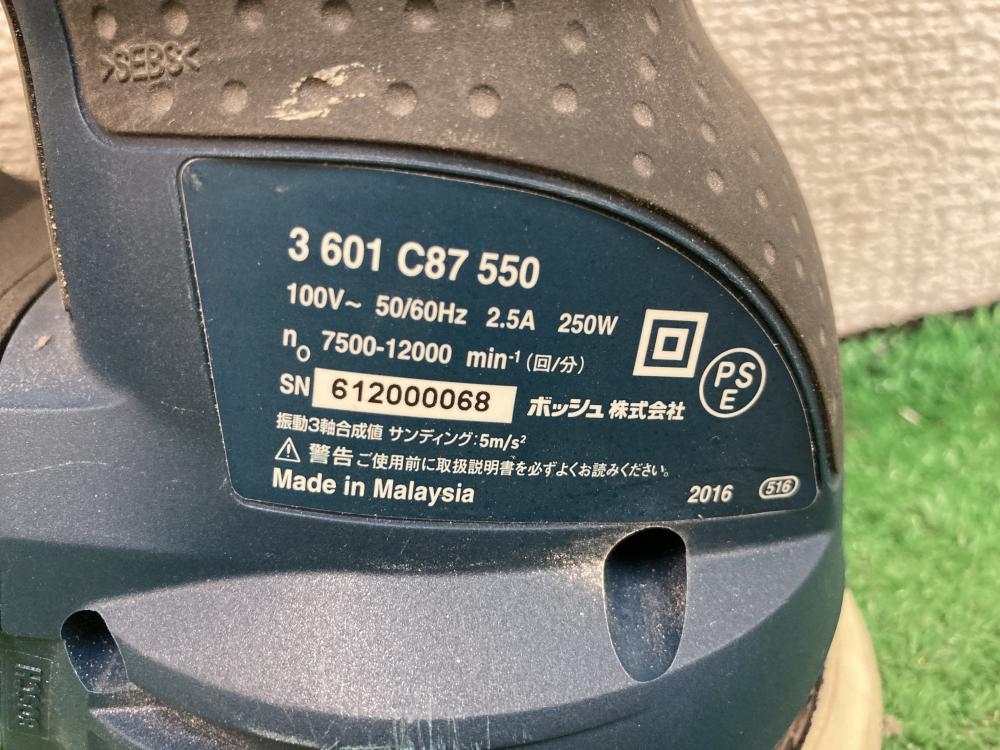 >SEBS<
3 601 C87 550
100V~ 50/60Hz 2.5A 250W
n₀ 7500-12000 min⁻¹ (回/分)
SN 612000068 ボッシュ 株式会社
PSE
振動3軸合成値 サンディング:5m/s²
警告 ご使用前に取扱説明書を必ずよくお読みください。
Made in Malaysia
2016 516